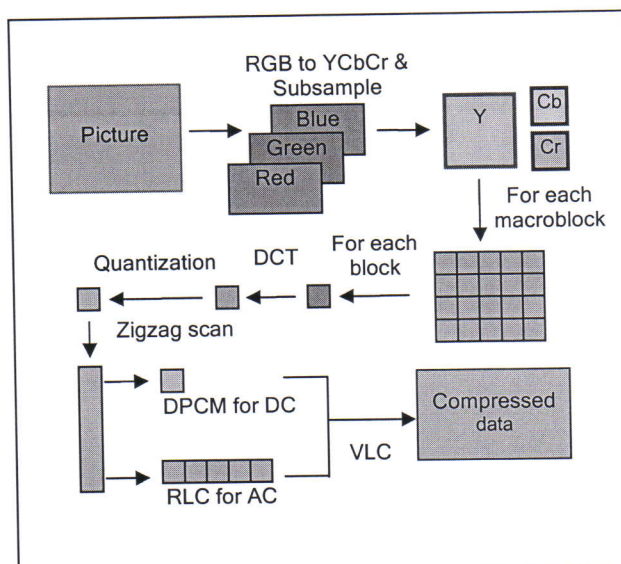 RGB to YCbCr &
Subsample
Picture
Blue
Green
Red
Y
Cb
Cr
For each
macroblock
For each
block
DCT
Quantization
Zigzag scan
DPCM for DC
RLC for AC
VLC
Compressed
data